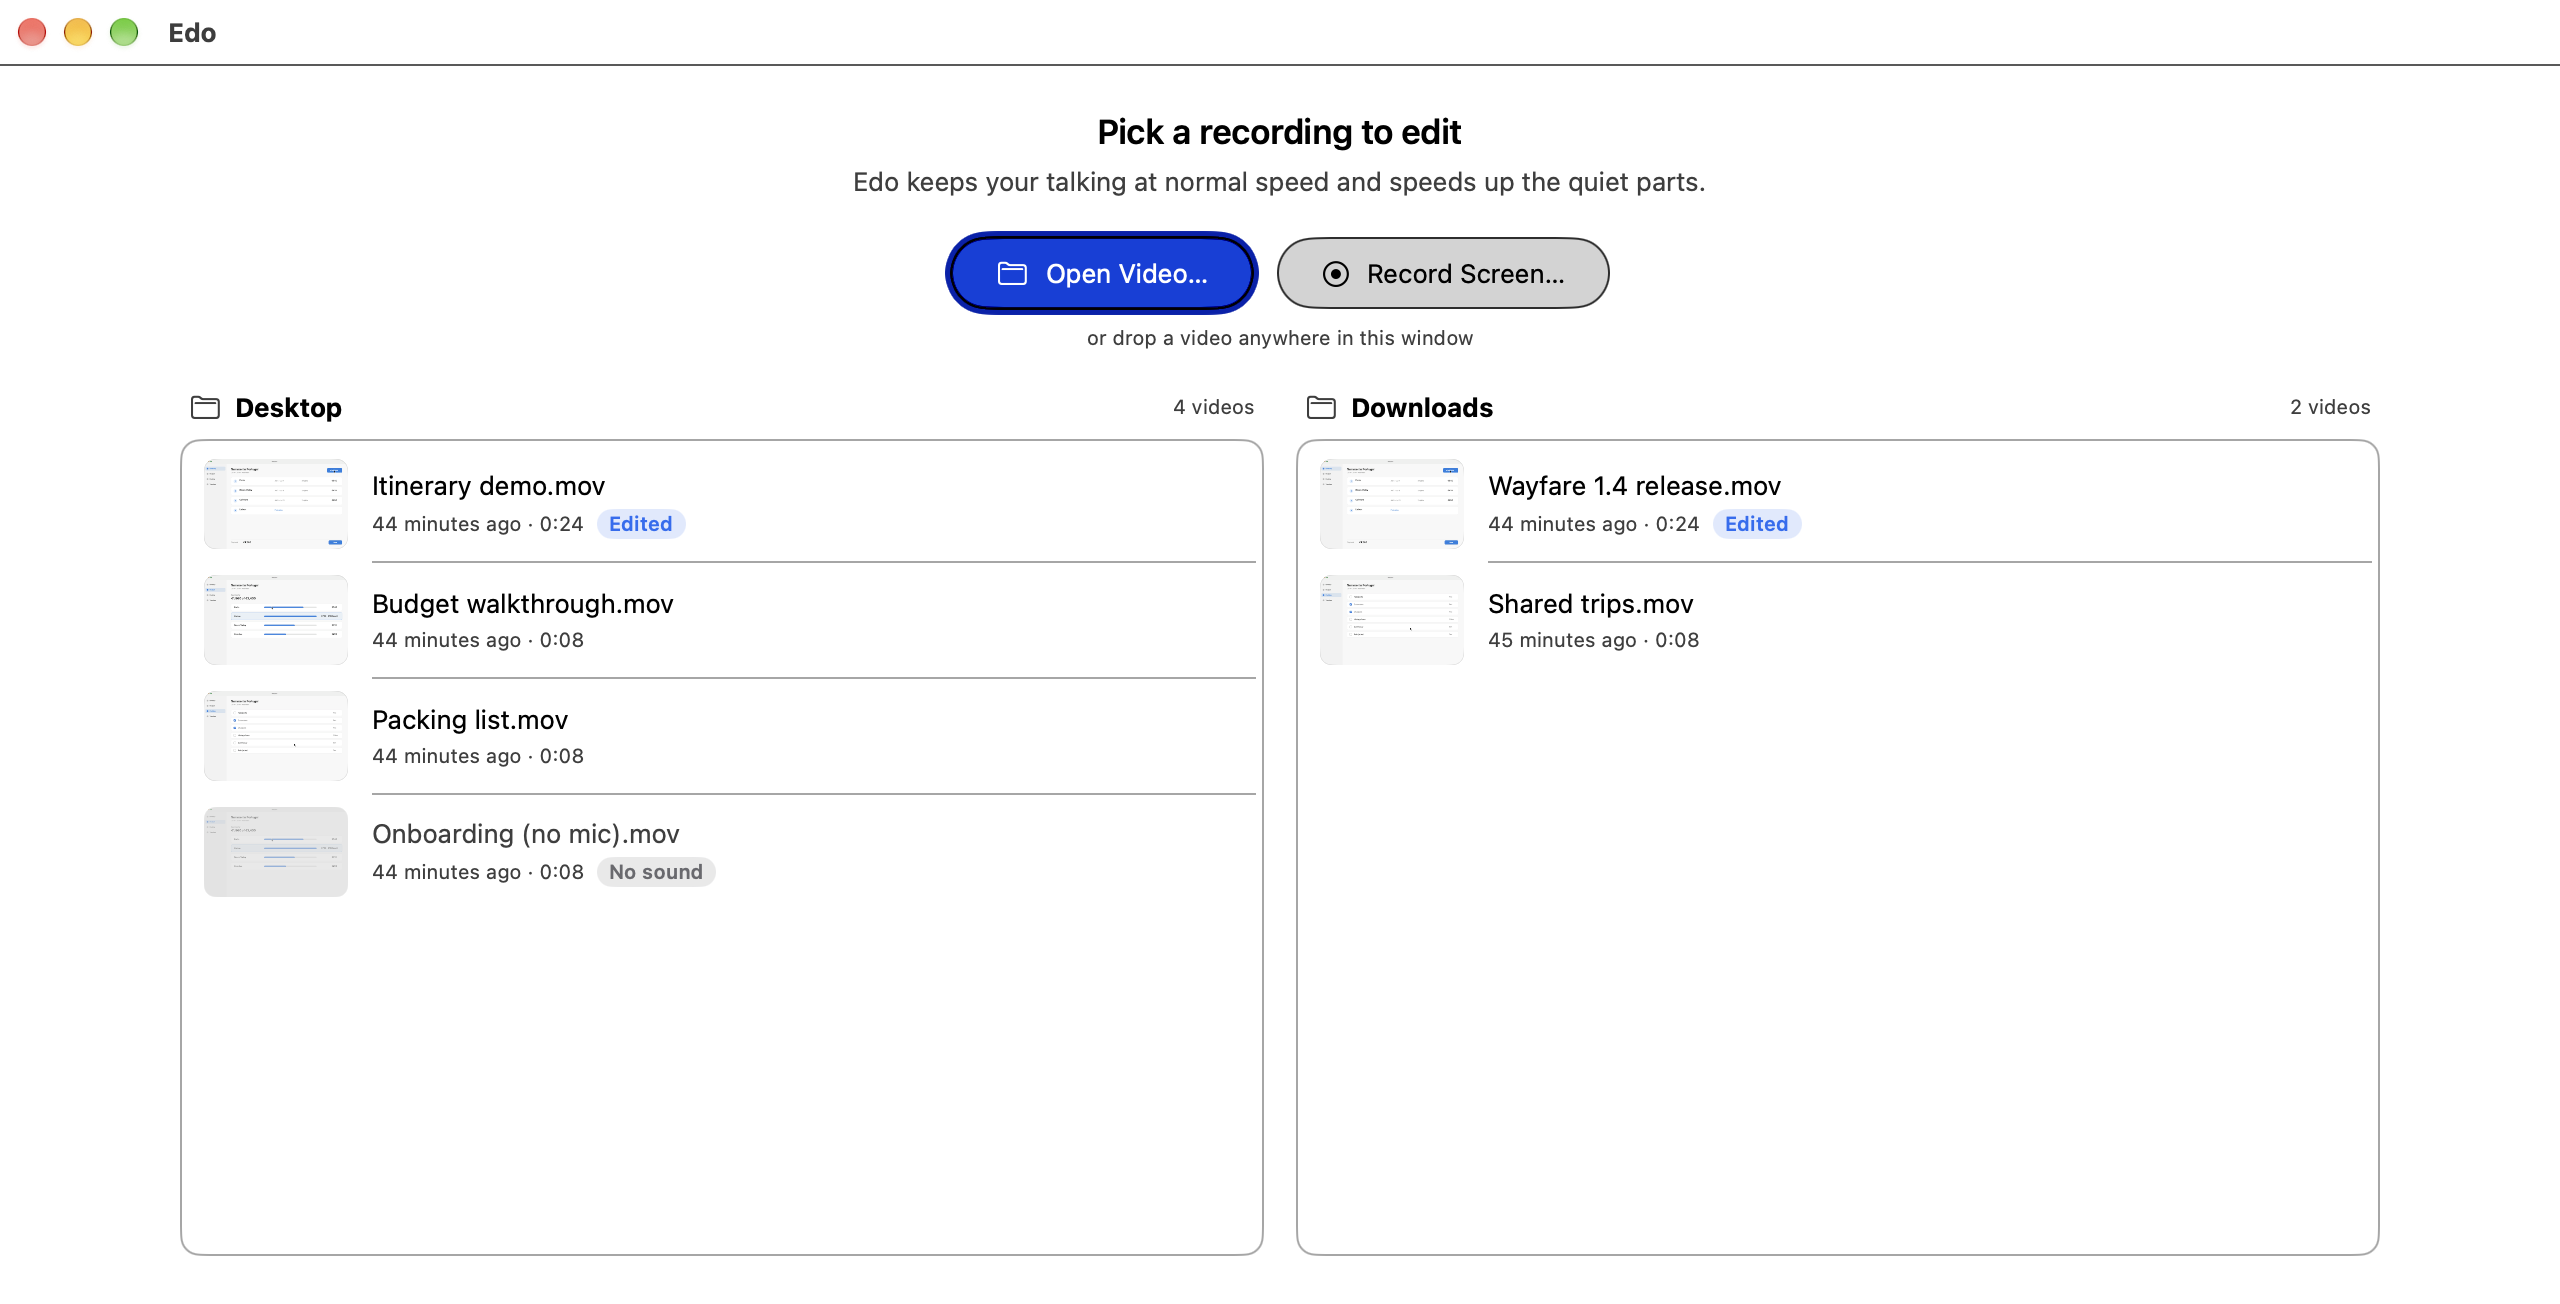 Edo
Pick a recording to edit
Edo keeps your talking at normal speed and speeds up the quiet parts.
Open Video...
Record Screen...
or drop a video anywhere in this window
Desktop
4 videos
Itinerary demo.mov
44 minutes ago · 0:24 Edited
Budget walkthrough.mov
44 minutes ago · 0:08
Packing list.mov
44 minutes ago · 0:08
Onboarding (no mic).mov
44 minutes ago · 0:08 No sound
Downloads
2 videos
Wayfare 1.4 release.mov
44 minutes ago · 0:24 Edited
Shared trips.mov
45 minutes ago · 0:08